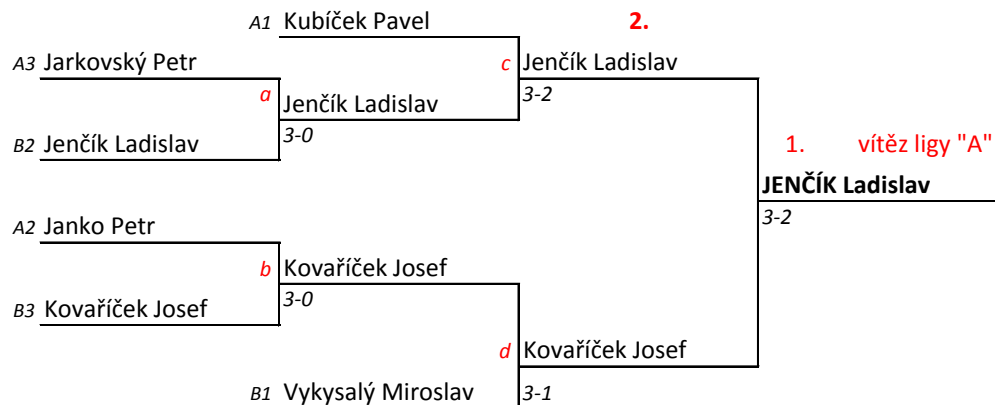 A1 Kubíček Pavel 2.
A3 Jarkovský Petr c Jenčík Ladislav
a Jenčík Ladislav 3-2
B2 Jenčík Ladislav 3-0 1. vítěz ligy "A"
JENČÍK Ladislav
A2 Janko Petr 3-2
b Kovaříček Josef
B3 Kovaříček Josef 3-0
d Kovaříček Josef
B1 Vykysalý Miroslav 3-1